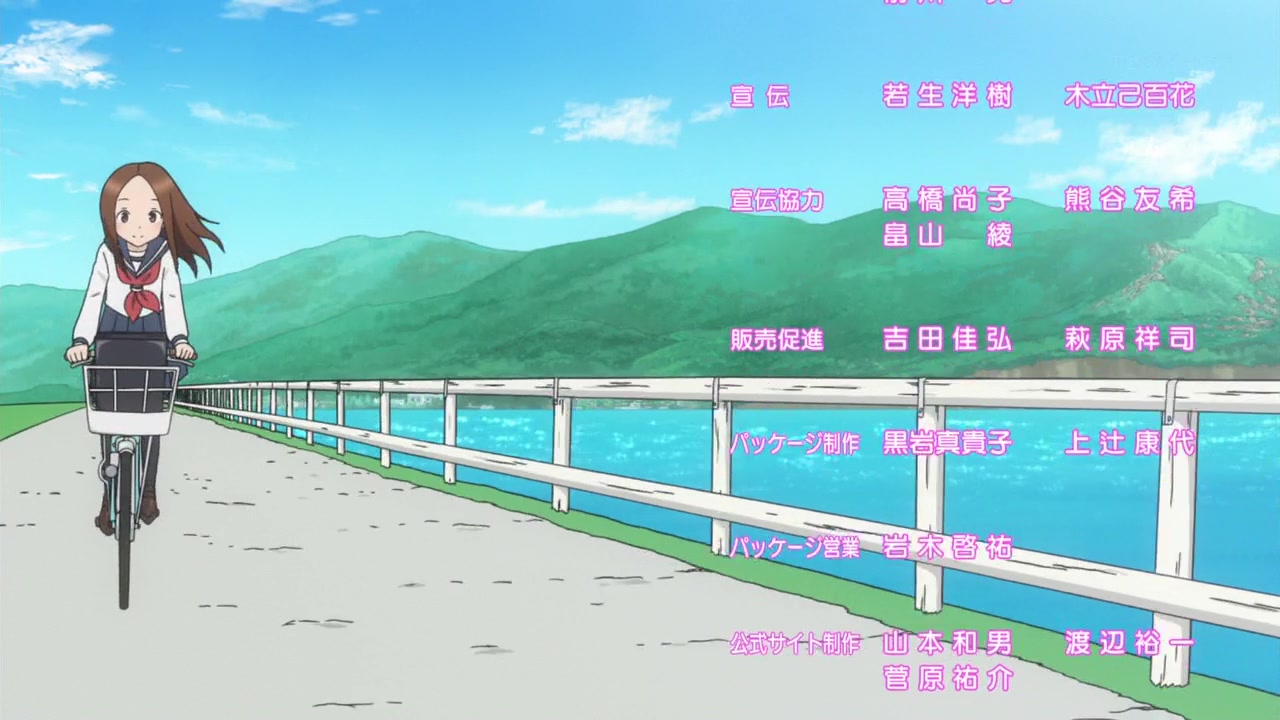 宣伝 若生洋樹 木立己百花
宣伝協力 高橋尚子 熊谷友希
畠山 綾
販売促進 吉田佳弘 萩原祥司
パッケージ制作 黒岩真貴子 上辻康代
パッケージ営業 岩木啓祐
公式サイト制作 山本和男 渡辺裕一
菅原祐介